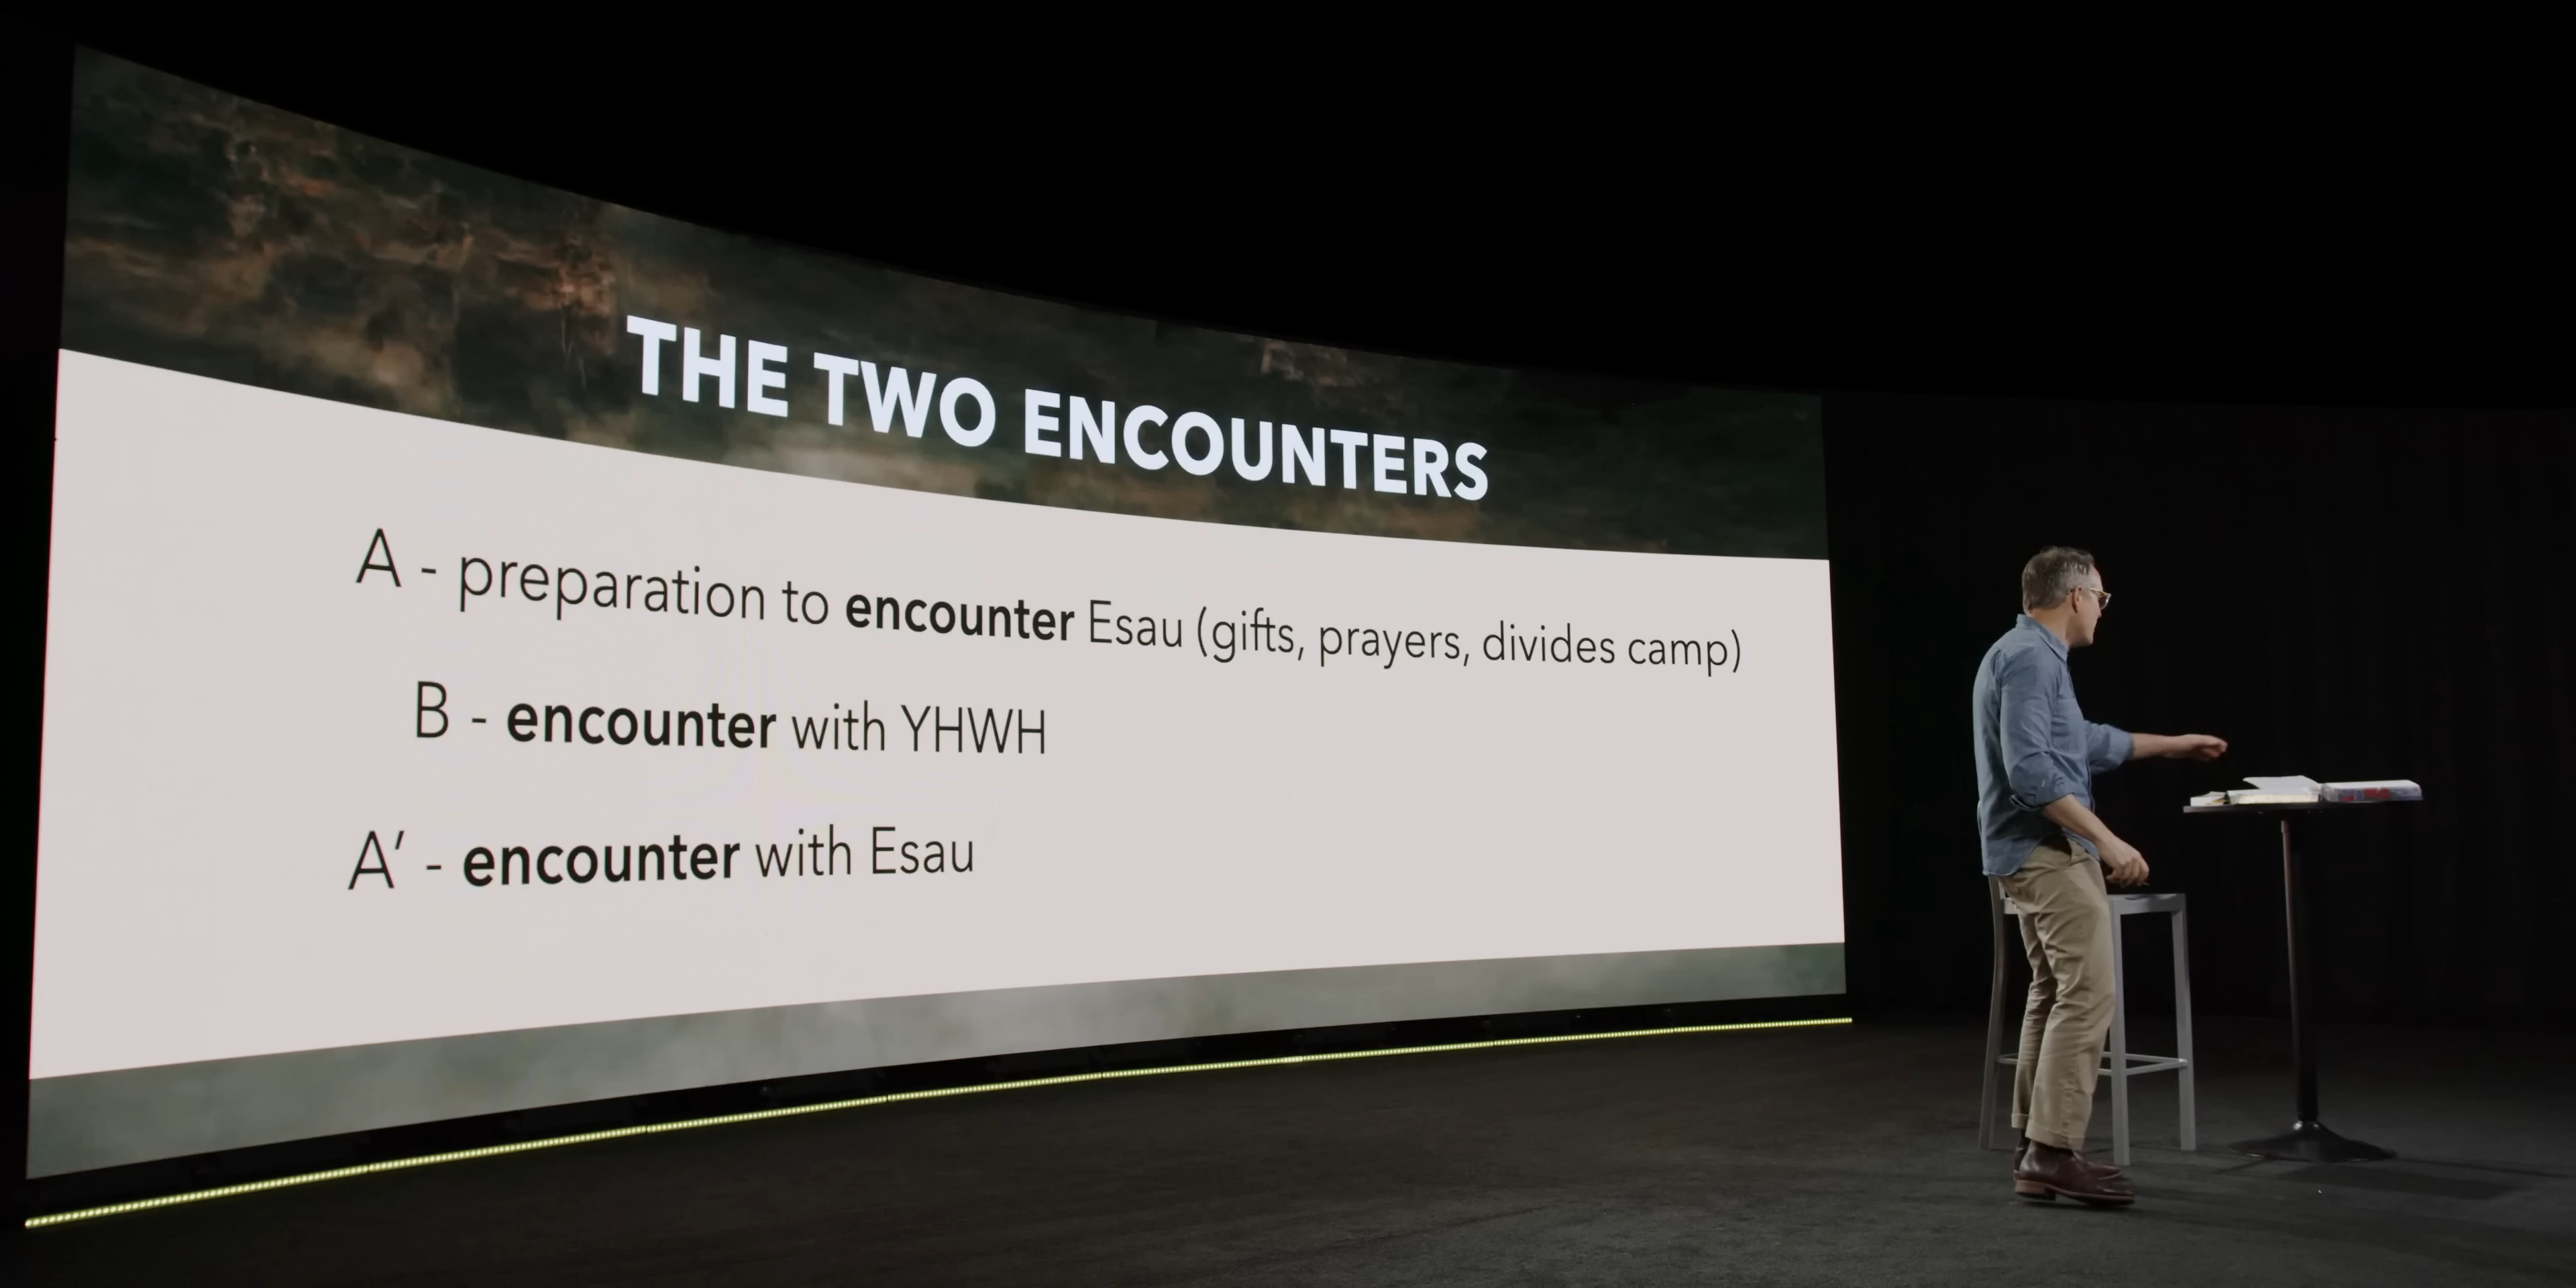 THE TWO ENCOUNTERS
A - preparation to encounter Esau (gifts, prayers, divides camp)
B - encounter with YHWH
A′ - encounter with Esau